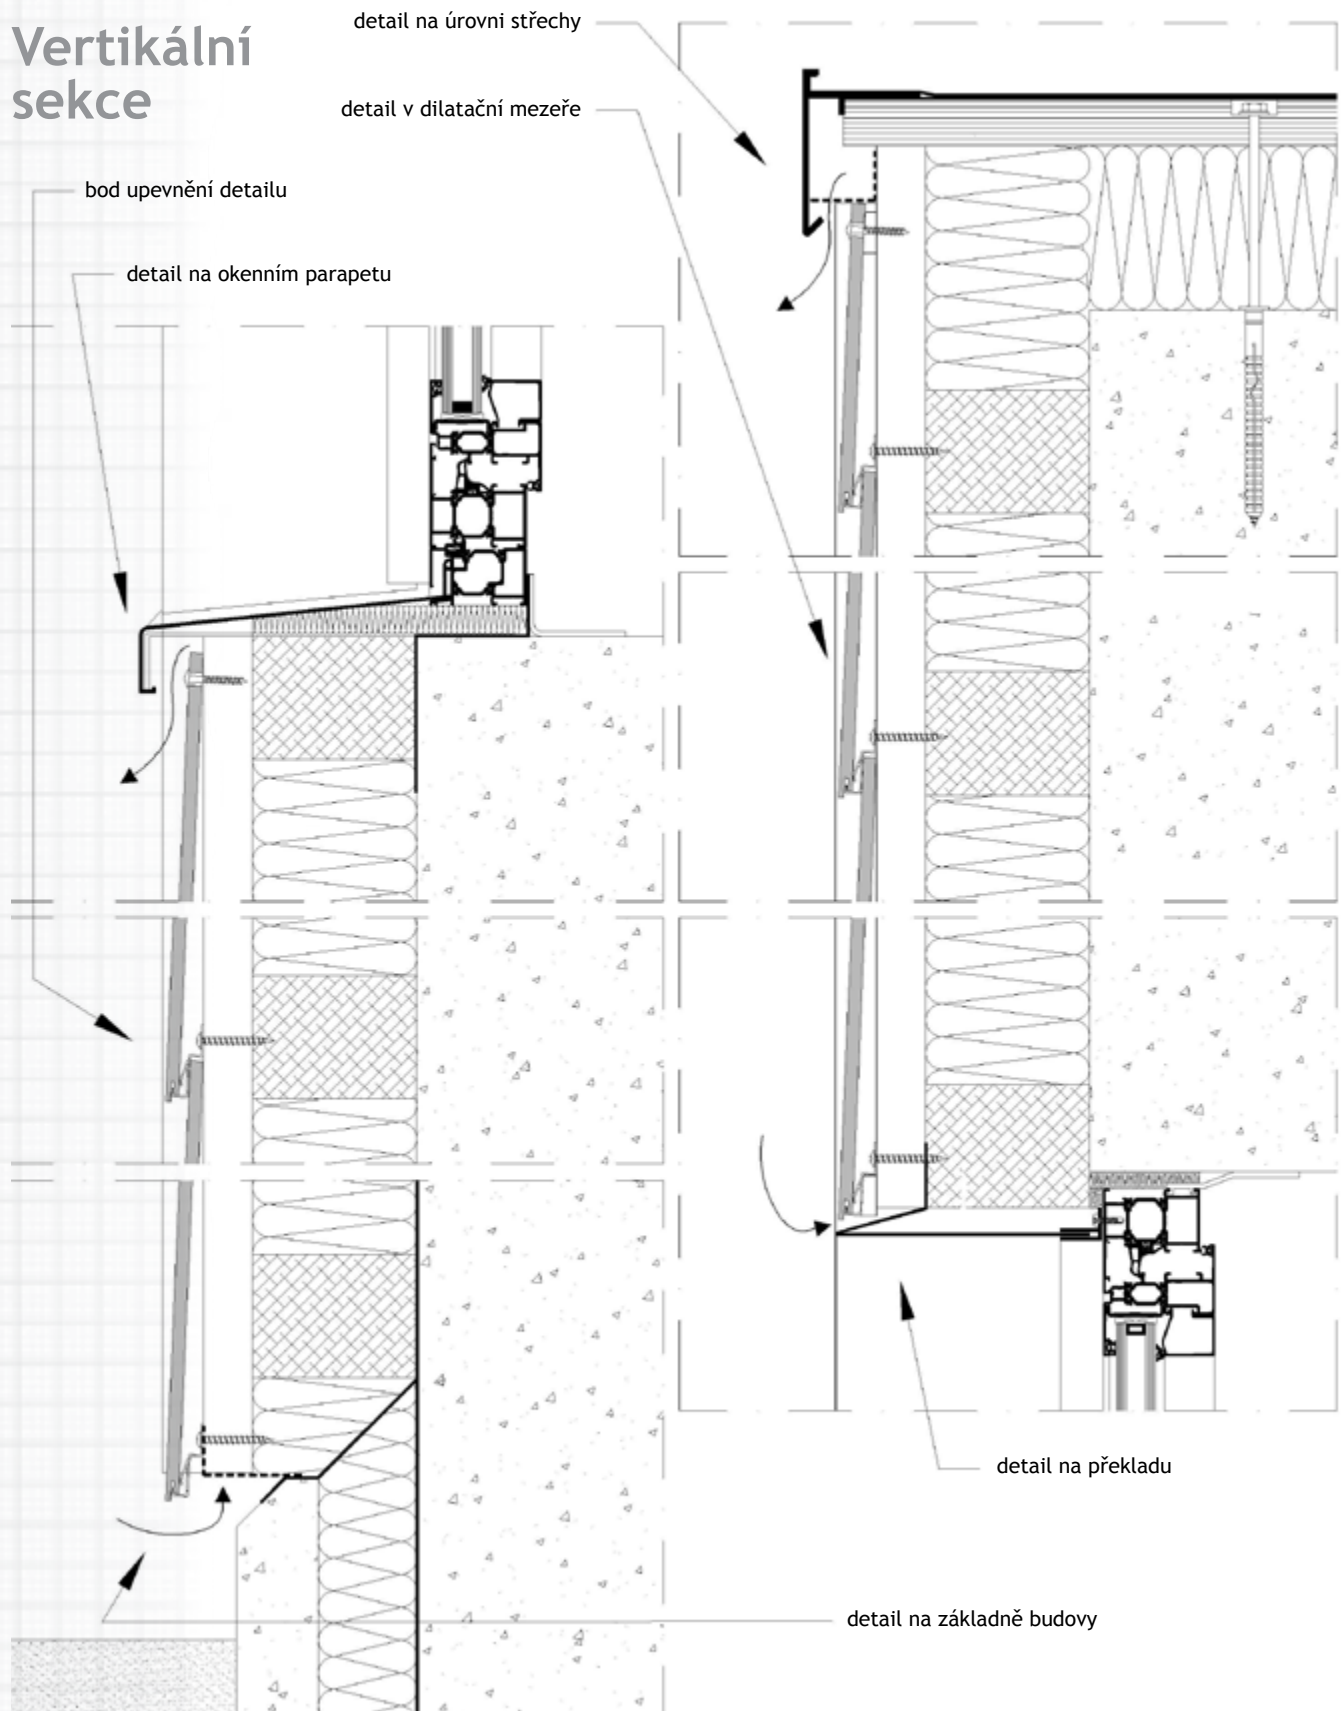 Vertikální
sekce
detail na úrovni střechy
detail v dilatační mezeře
bod upevnění detailu
detail na okenním parapetu
detail na překladu
detail na základně budovy